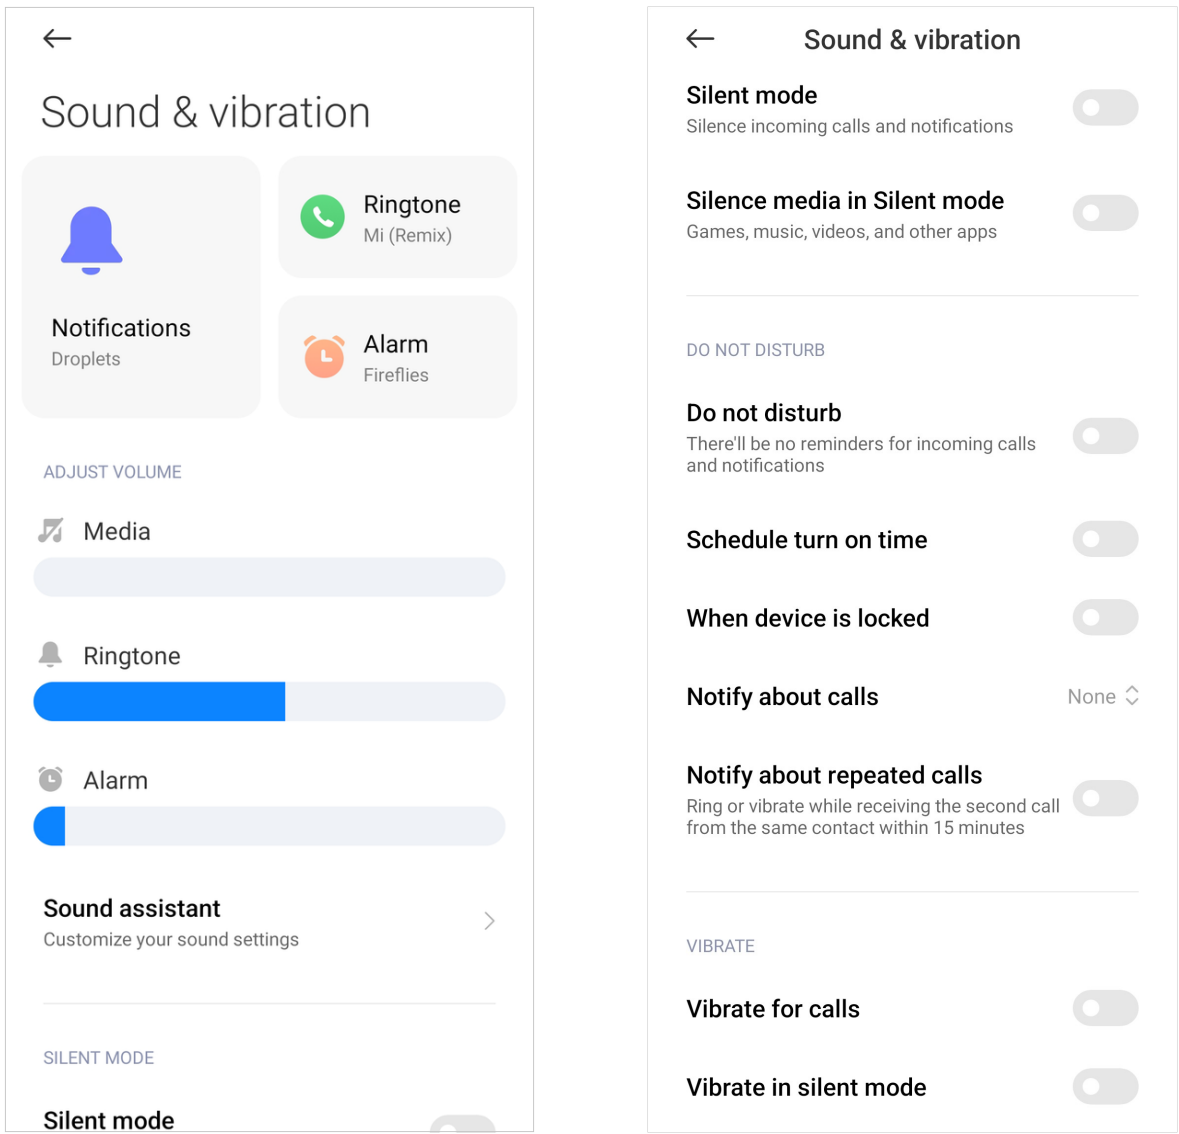 Sound & vibration
Notifications
Droplets
Ringtone
Mi (Remix)
Alarm
Fireflies
ADJUST VOLUME
Media
Ringtone
Alarm
Sound assistant
Customize your sound settings
SILENT MODE
Silent mode
Sound & vibration
Silent mode
Silence incoming calls and notifications
Silence media in Silent mode
Games, music, videos, and other apps
DO NOT DISTURB
Do not disturb
There'll be no reminders for incoming calls
and notifications
Schedule turn on time
When device is locked
Notify about calls None
Notify about repeated calls
Ring or vibrate while receiving the second call
from the same contact within 15 minutes
VIBRATE
Vibrate for calls
Vibrate in silent mode